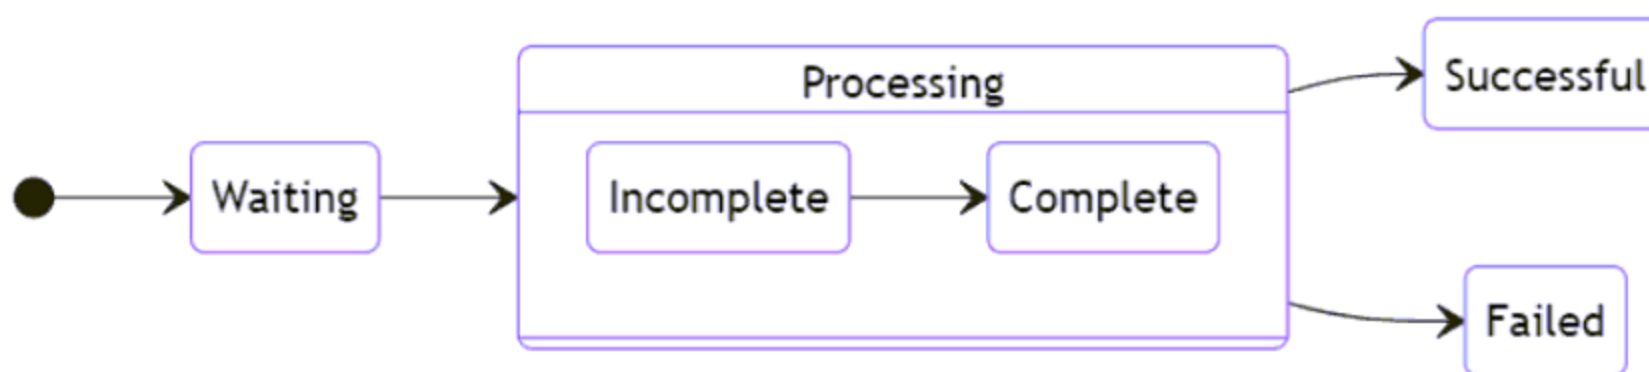 Processing
Successful
Waiting
Incomplete
Complete
Failed